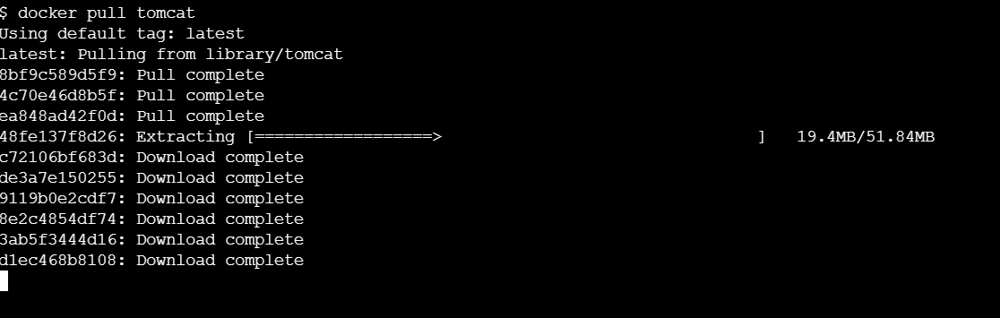 $ docker pull tomcat
Using default tag: latest
latest: Pulling from library/tomcat
8bf9c589d5f9: Pull complete
4c70e46d8b5f: Pull complete
ea848ad42f0d: Pull complete
48fe137f8d26: Extracting [==================>                                ]   19.4MB/51.84MB
c72106bf683d: Download complete
de3a7e150255: Download complete
9119b0e2cdf7: Download complete
8e2c4854df74: Download complete
3ab5f3444d16: Download complete
d1ec468b8108: Download complete